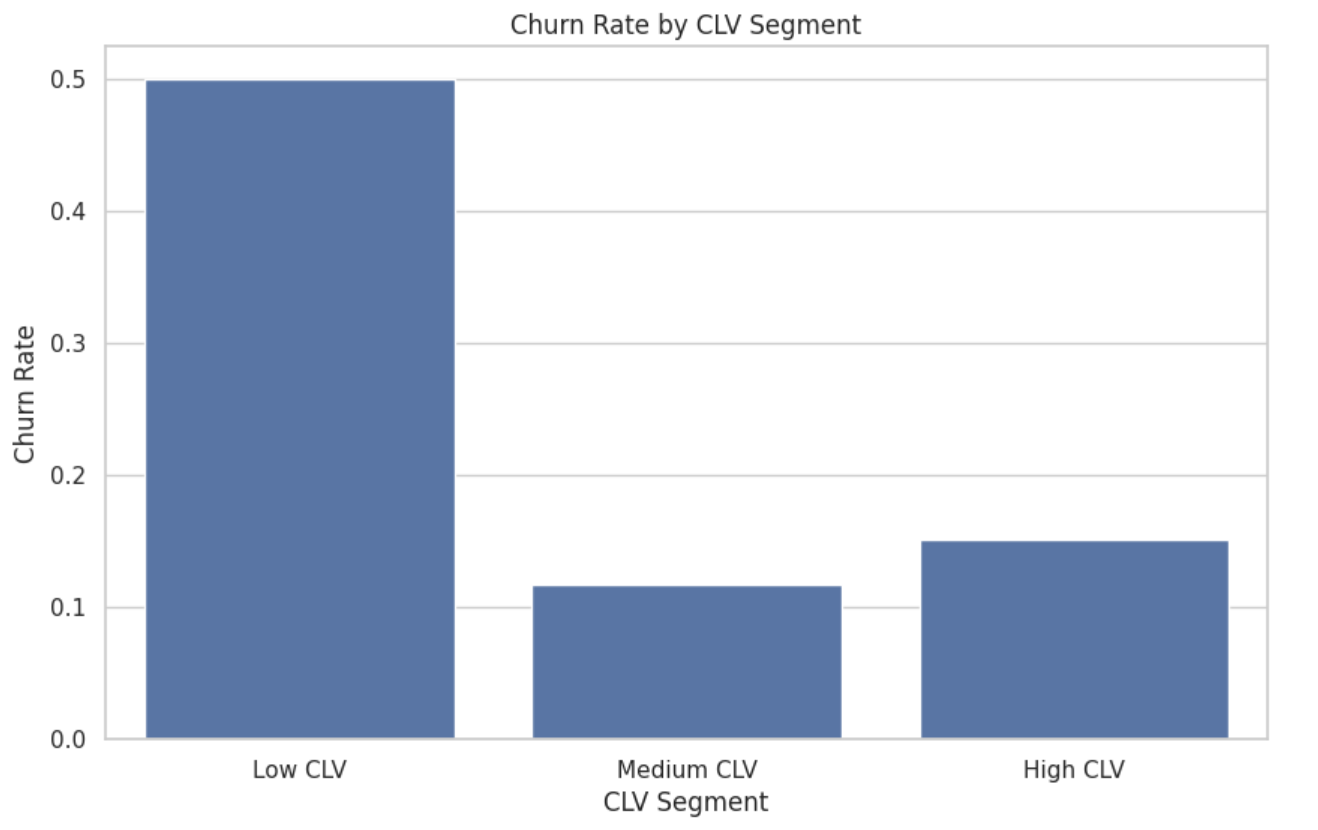 Churn Rate by CLV Segment
0.5
0.4
0.3
0.2
0.1
0.0
Churn Rate
Low CLV Medium CLV High CLV
CLV Segment